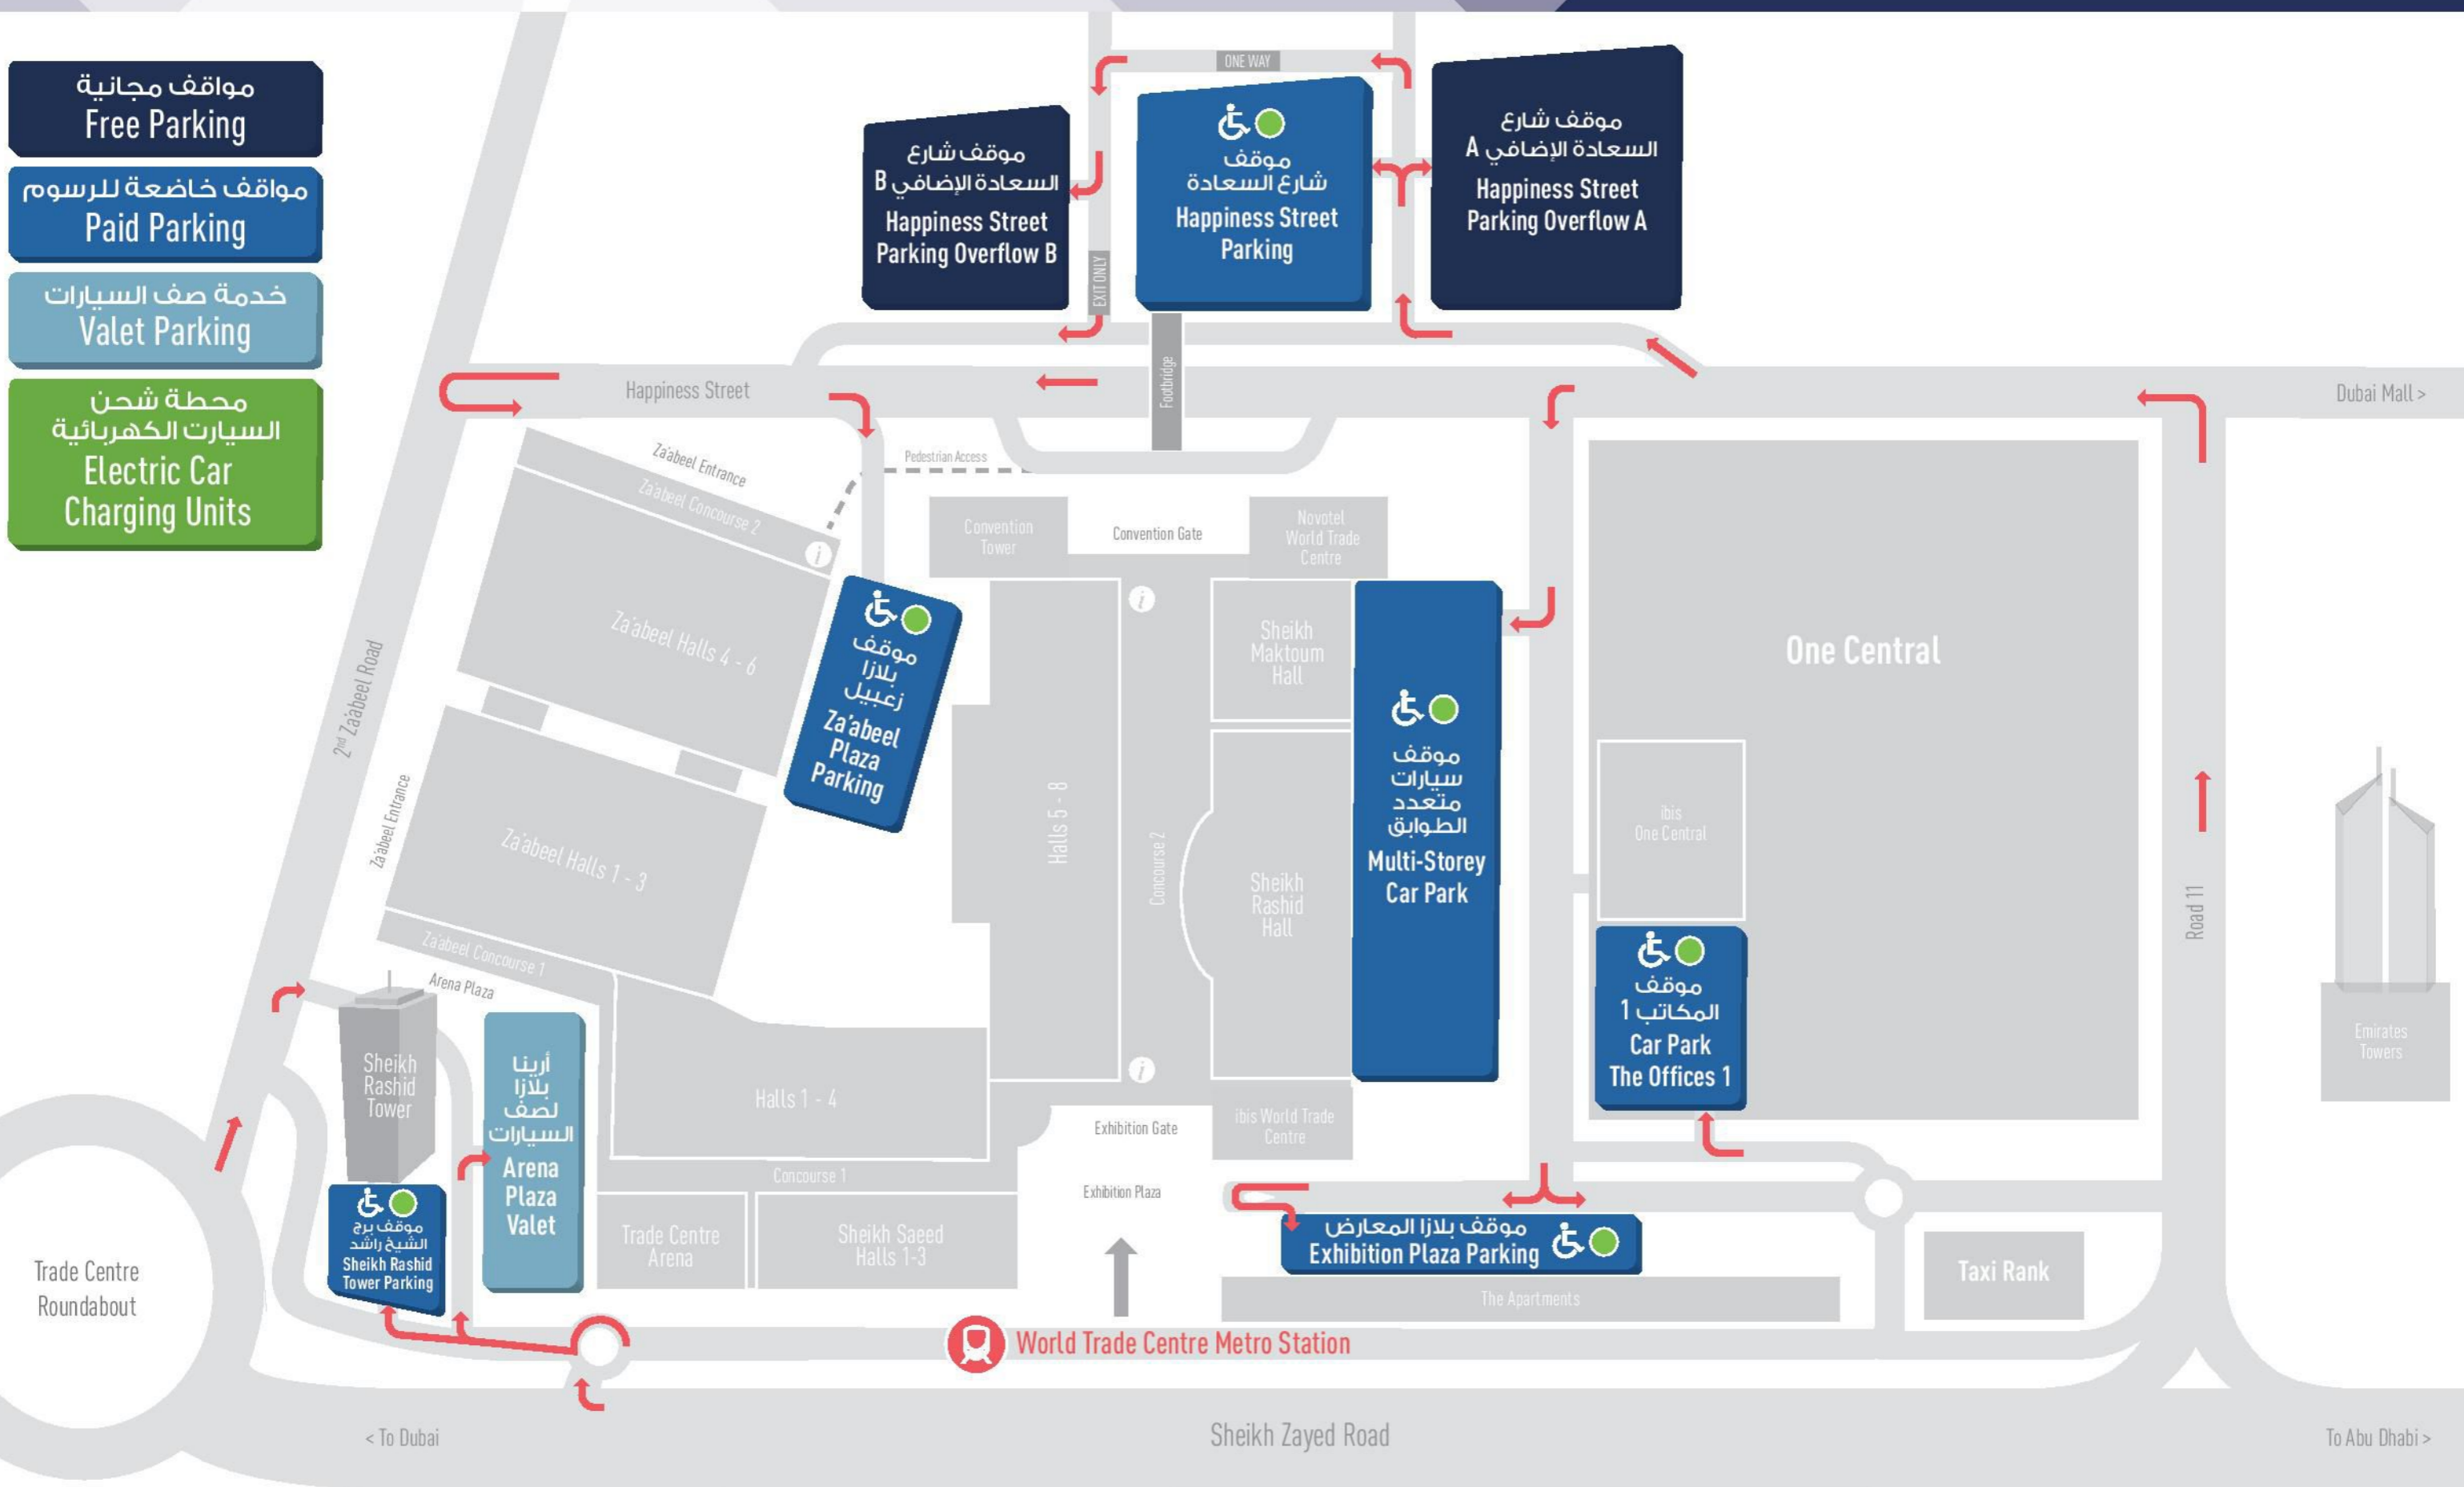 مواقف مجانية
Free Parking
مواقف خاضعة للرسوم
Paid Parking
خدمة صف السيارات
Valet Parking
محطة شحن
السيارت الكهربائية
Electric Car
Charging Units
ONE WAY
موقف شارع
السعادة الإضافي B
Happiness Street
Parking Overflow B
موقف
شارع السعادة
Happiness Street
Parking
موقف شارع
السعادة الإضافي A
Happiness Street
Parking Overflow A
EXIT ONLY
Footbridge
Happiness Street
Dubai Mall >
Za'abeel Entrance
Za'abeel Concourse 2
i
Pedestrian Access
Convention
Tower
Convention Gate
Novotel
World Trade
Centre
i
2nd Za'abeel Road
Za'abeel Halls 4 - 6
موقف
بلازا
زعبيل
Za'abeel
Plaza
Parking
Sheikh
Maktoum
Hall
One Central
Za'abeel Entrance
Za'abeel Halls 1 - 3
Halls 5 - 8
Concourse 2
Sheikh
Rashid
Hall
موقف
سيارات
متعدد
الطوابق
Multi-Storey
Car Park
ibis
One Central
Road 11
موقف
المكاتب 1
Car Park
The Offices 1
Emirates
Towers
Za'abeel Concourse 1
Arena Plaza
Sheikh
Rashid
Tower
أرينا
بلازا
لصف
السيارات
Arena
Plaza
Valet
Halls 1 - 4
i
Exhibition Gate
ibis World Trade
Centre
Concourse 1
Exhibition Plaza
موقف برج
الشيخ راشد
Sheikh Rashid
Tower Parking
Trade Centre
Arena
Sheikh Saeed
Halls 1-3
موقف بلازا المعارض
Exhibition Plaza Parking
The Apartments
Taxi Rank
Trade Centre
Roundabout
World Trade Centre Metro Station
< To Dubai
Sheikh Zayed Road
To Abu Dhabi >